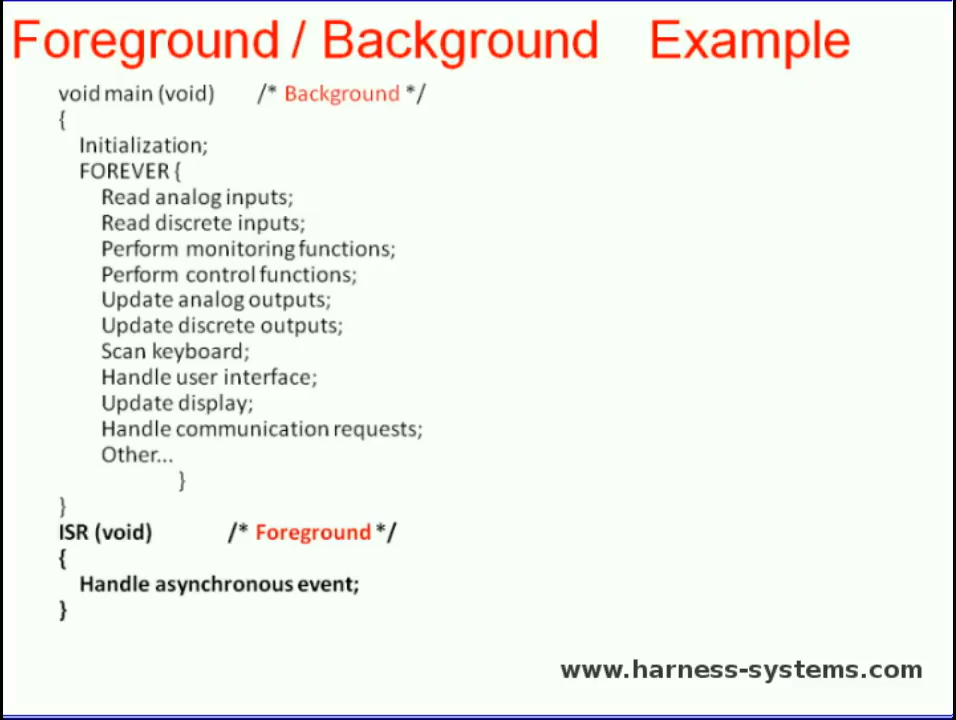 Foreground / Background Example
void main (void) /* Background */
{
Initialization;
FOREVER {
Read analog inputs;
Read discrete inputs;
Perform monitoring functions;
Perform control functions;
Update analog outputs;
Update discrete outputs;
Scan keyboard;
Handle user interface;
Update display;
Handle communication requests;
Other...
}
}
ISR (void) /* Foreground */
{
Handle asynchronous event;
}
www.harness-systems.com